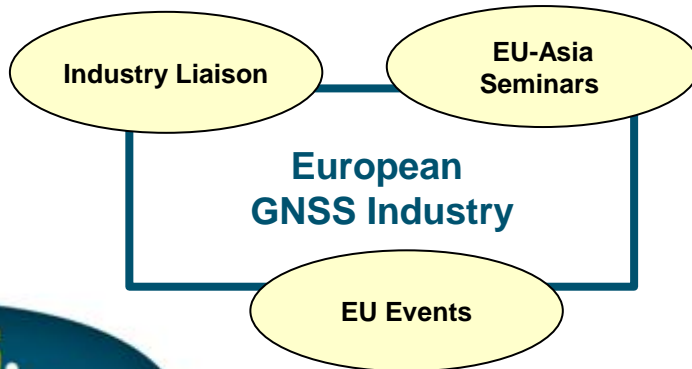 Industry Liaison
EU-Asia
Seminars
European
GNSS Industry
EU Events